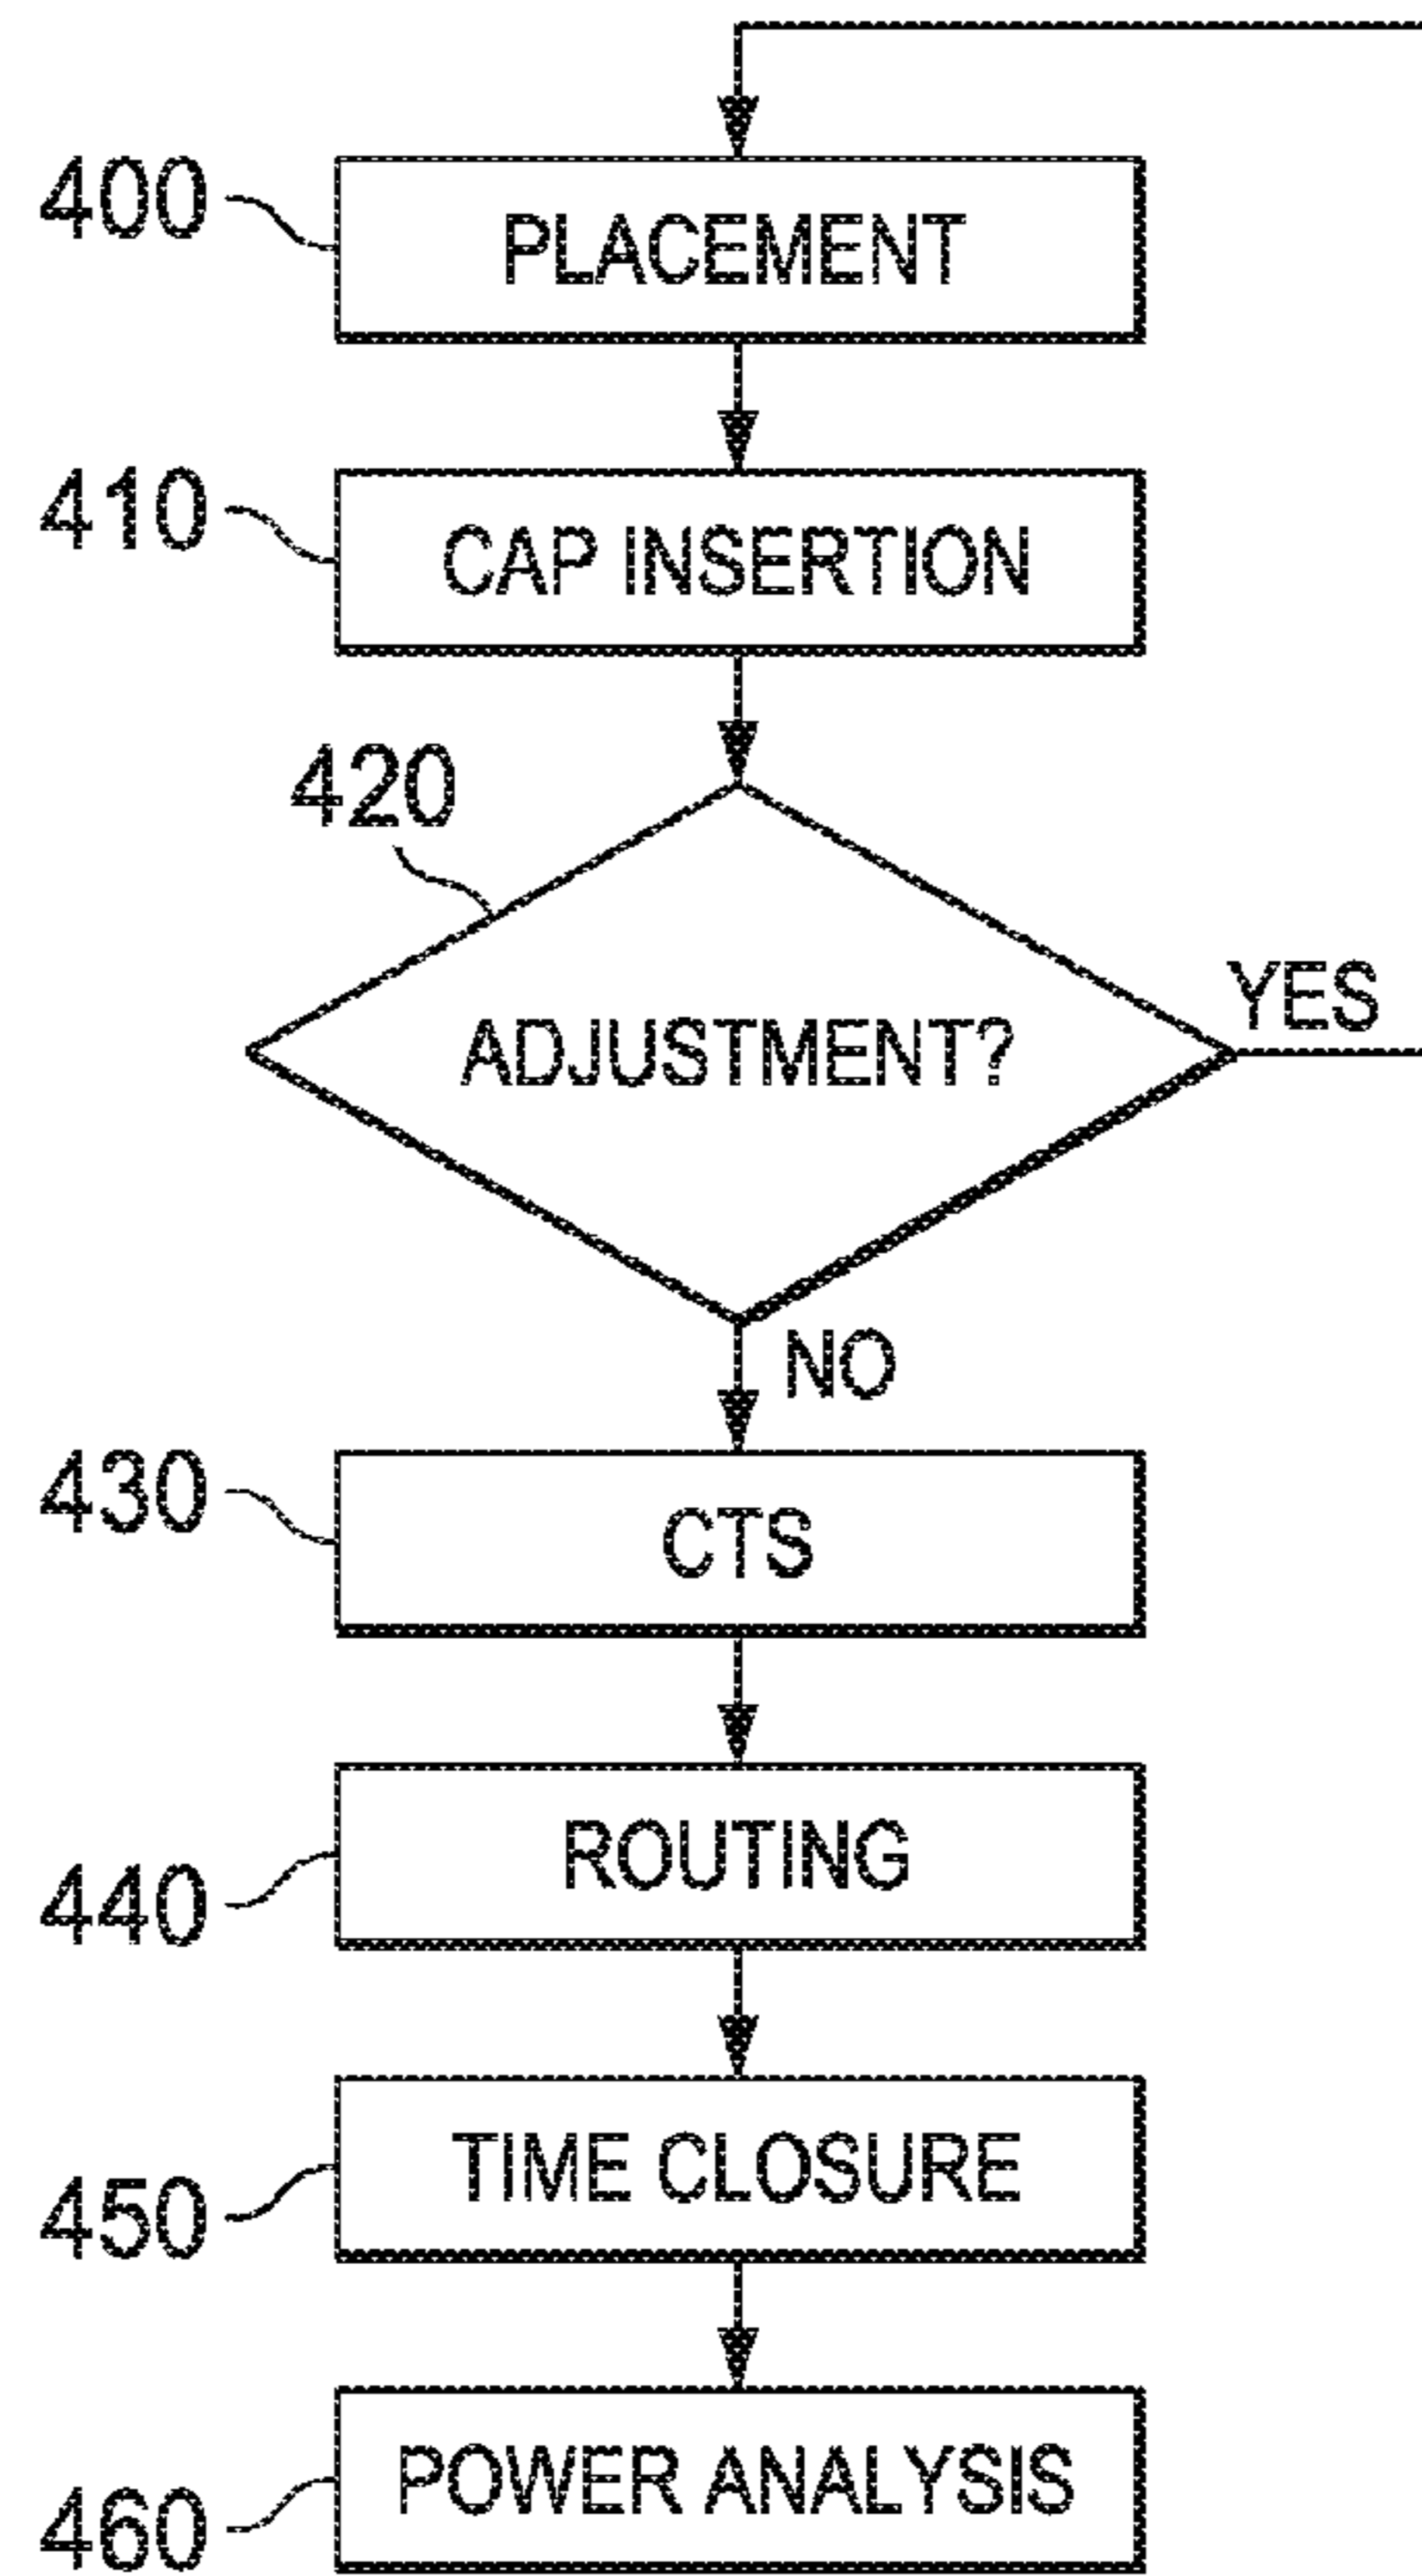 400
PLACEMENT
410
CAP INSERTION
420
ADJUSTMENT?
YES
NO
430
CTS
440
ROUTING
450
TIME CLOSURE
460
POWER ANALYSIS